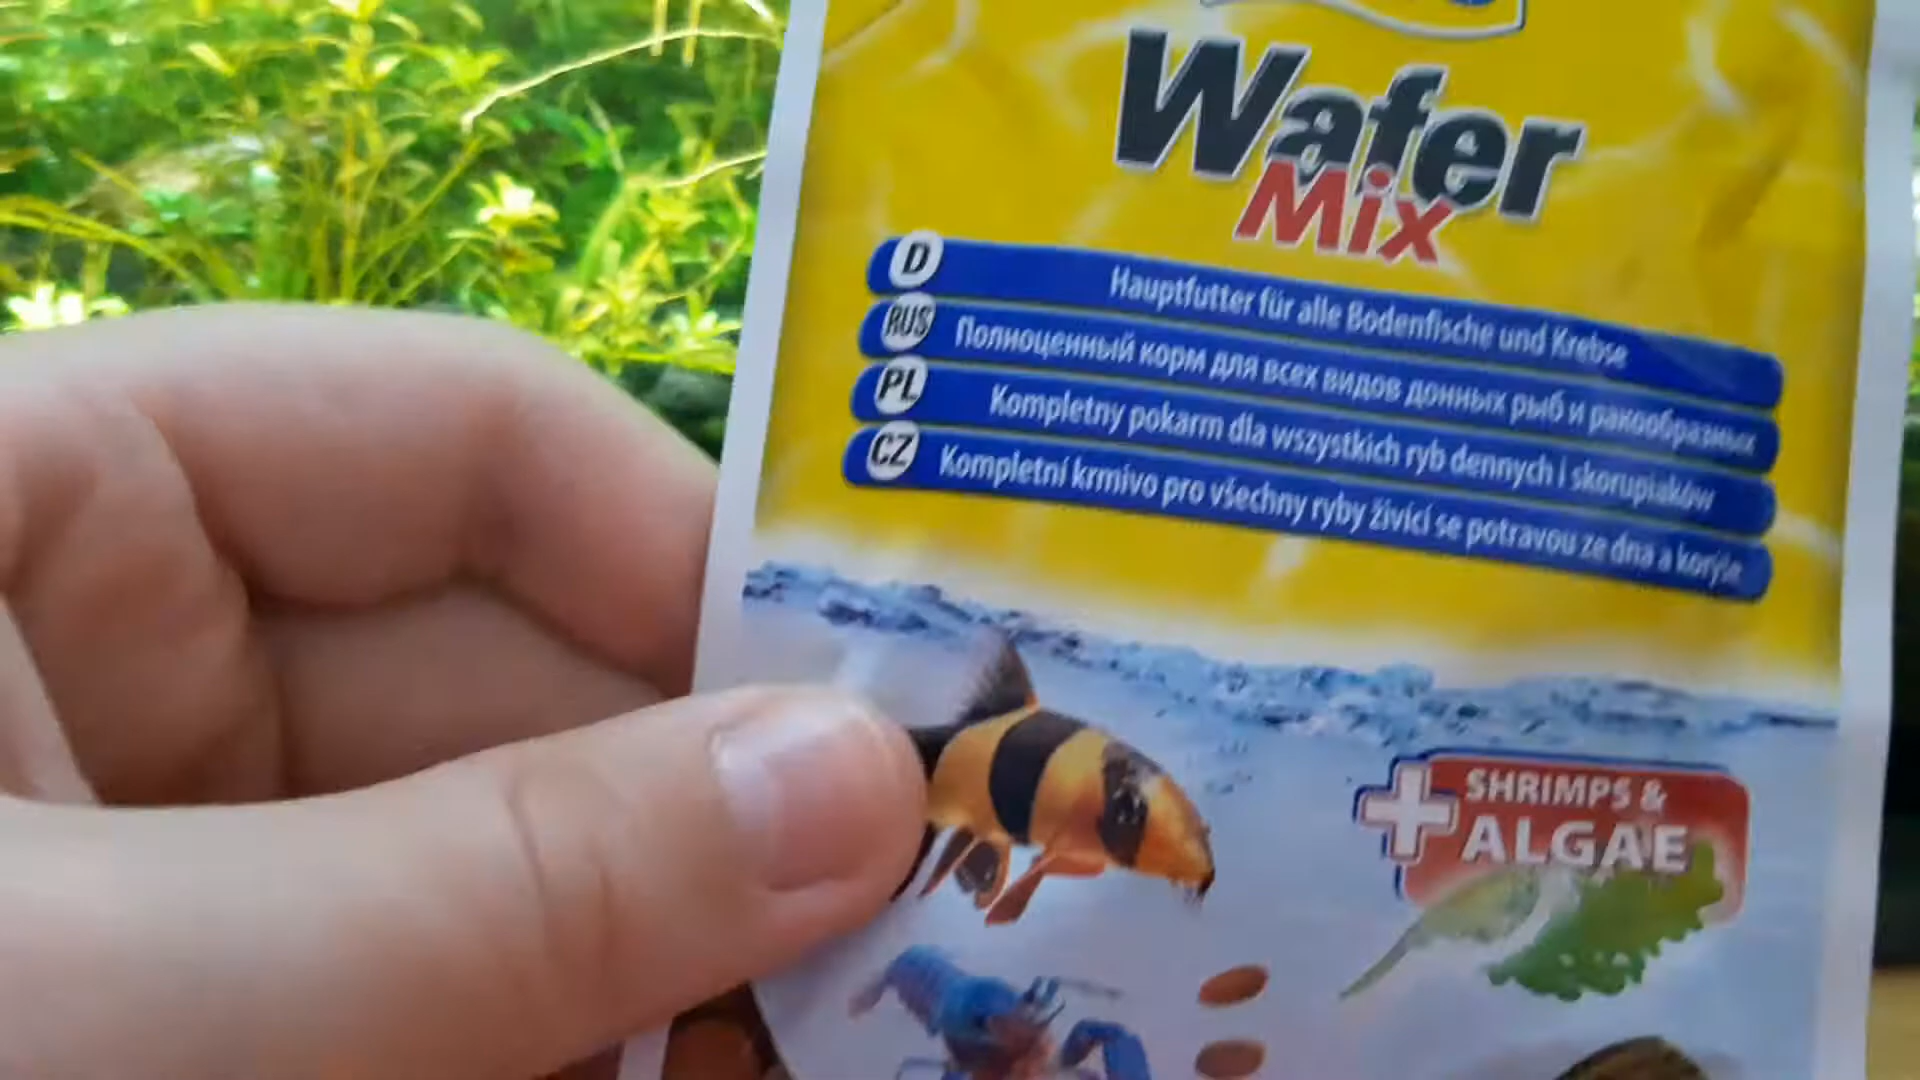 Wafer
Mix
D Hauptfutter für alle Bodenfische und Krebse
RUS Полноценный корм для всех видов донных рыб и ракообразных
PL Kompletny pokarm dla wszystkich ryb dennych i skorupiaków
CZ Kompletní krmivo pro všechny ryby živící se potravou ze dna a korýše
+ SHRIMPS &
ALGAE